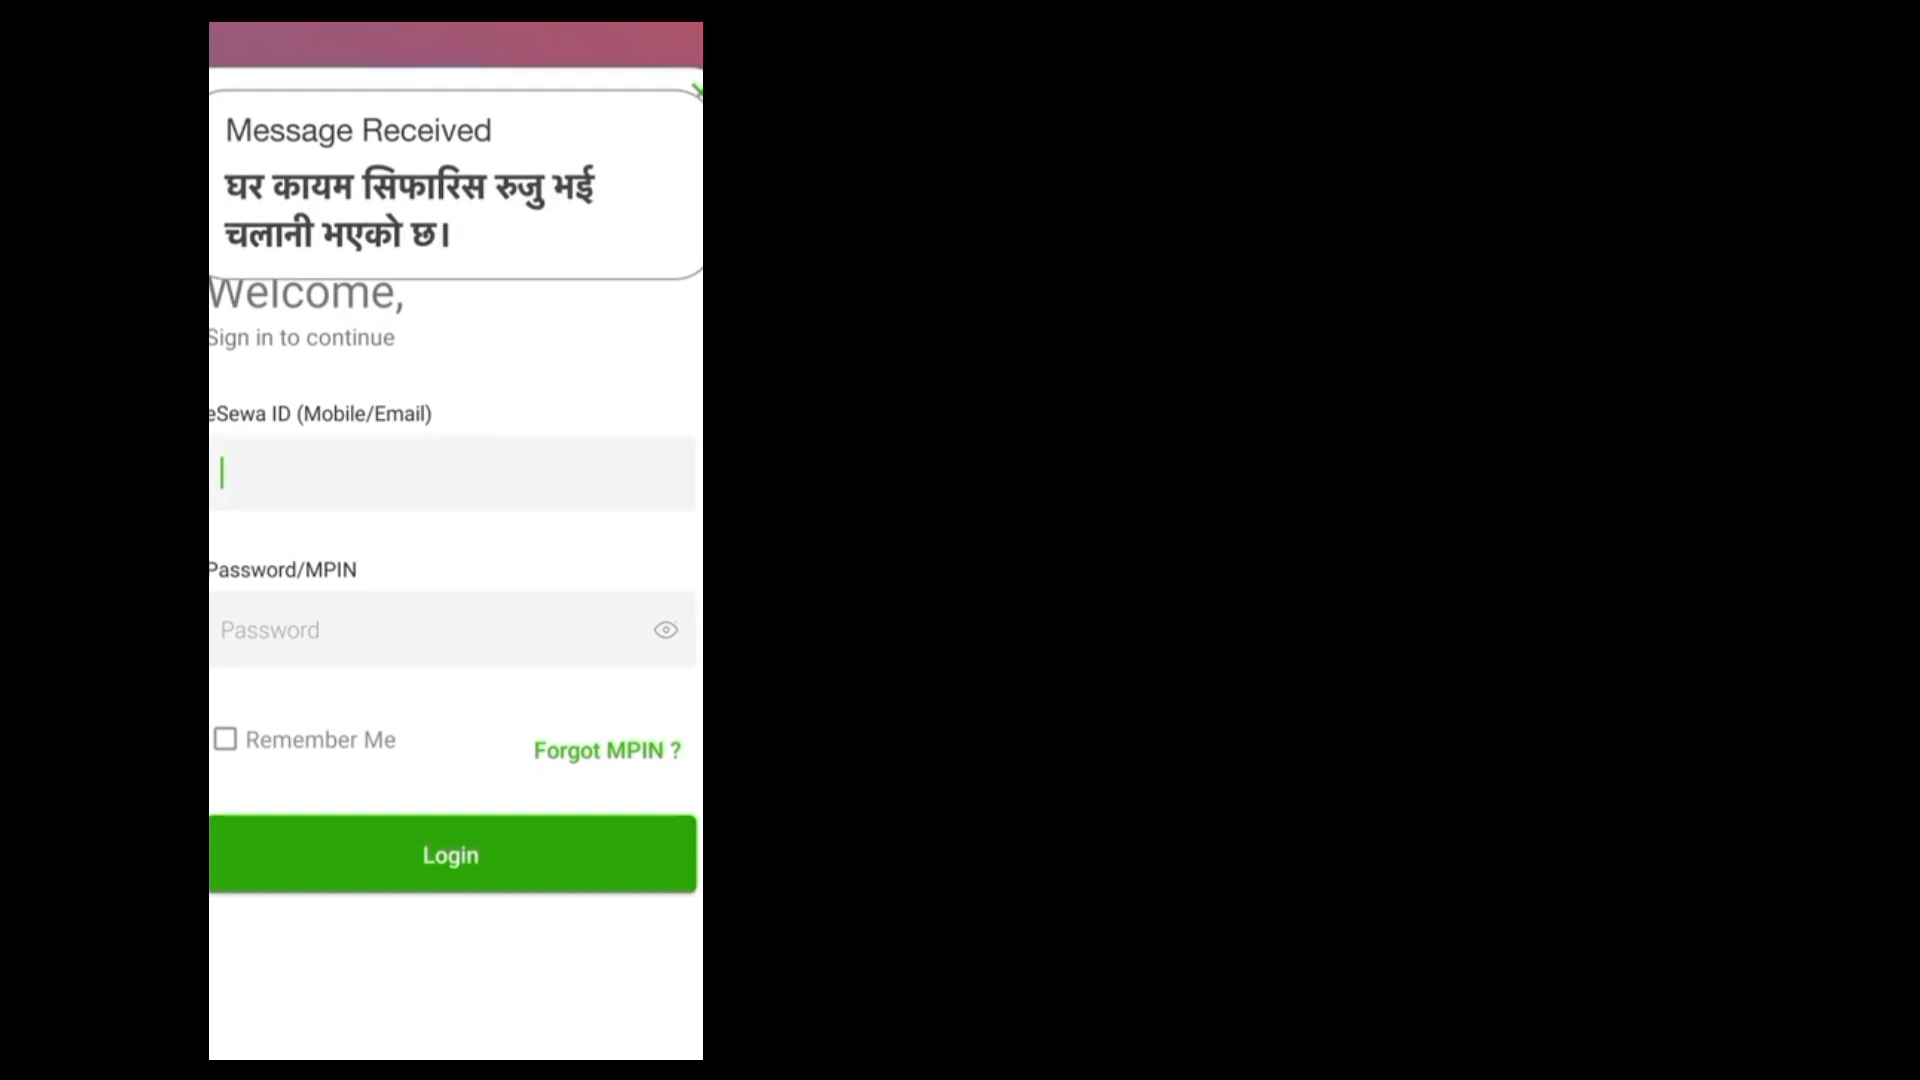 Message Received
घर कायम सिफारिस रुजु भई
चलानी भएको छ।
Welcome,
Sign in to continue
eSewa ID (Mobile/Email)
Password/MPIN
Password
Remember Me
Forgot MPIN ?
Login